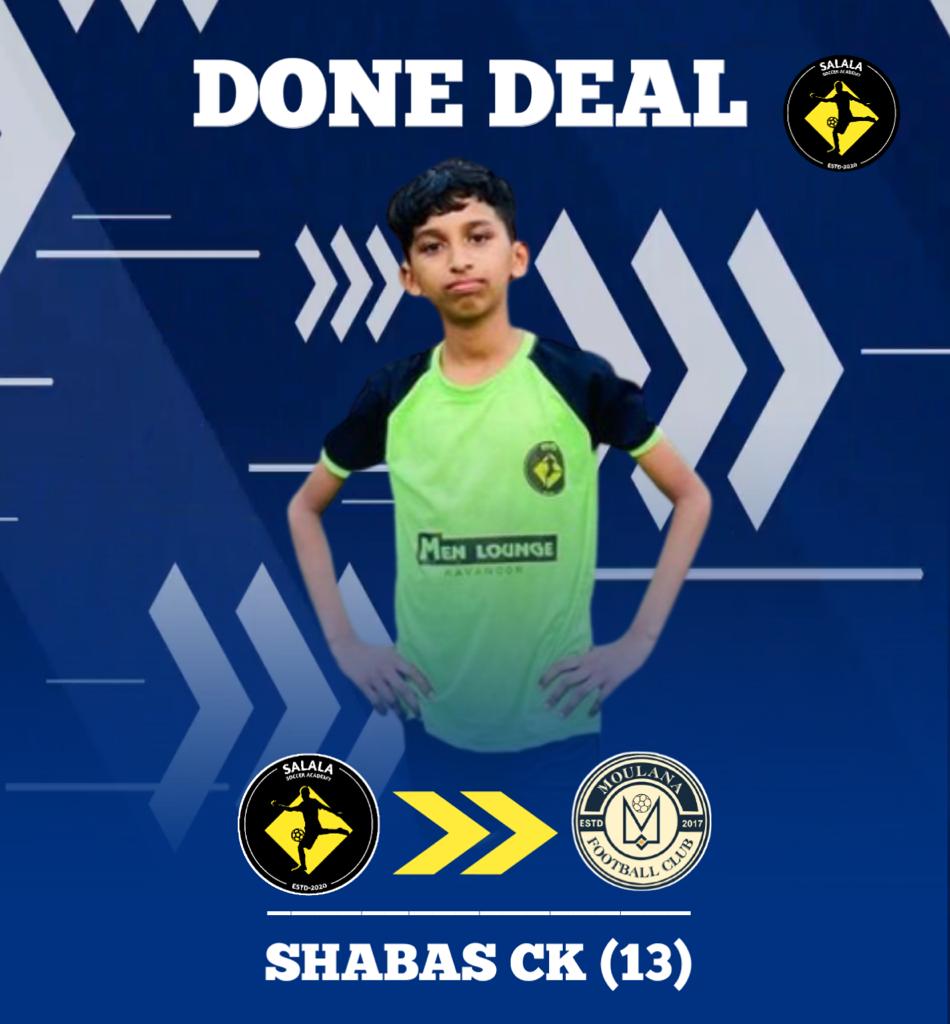 DONE DEAL
SALALA
SOCCER ACADEMY
ESTD-2020
MEN LOUNGE
KAVANOOR
SALALA
SOCCER ACADEMY
ESTD-2020
MOULANA
ESTD 2017
FOOTBALL CLUB
SHABAS CK (13)